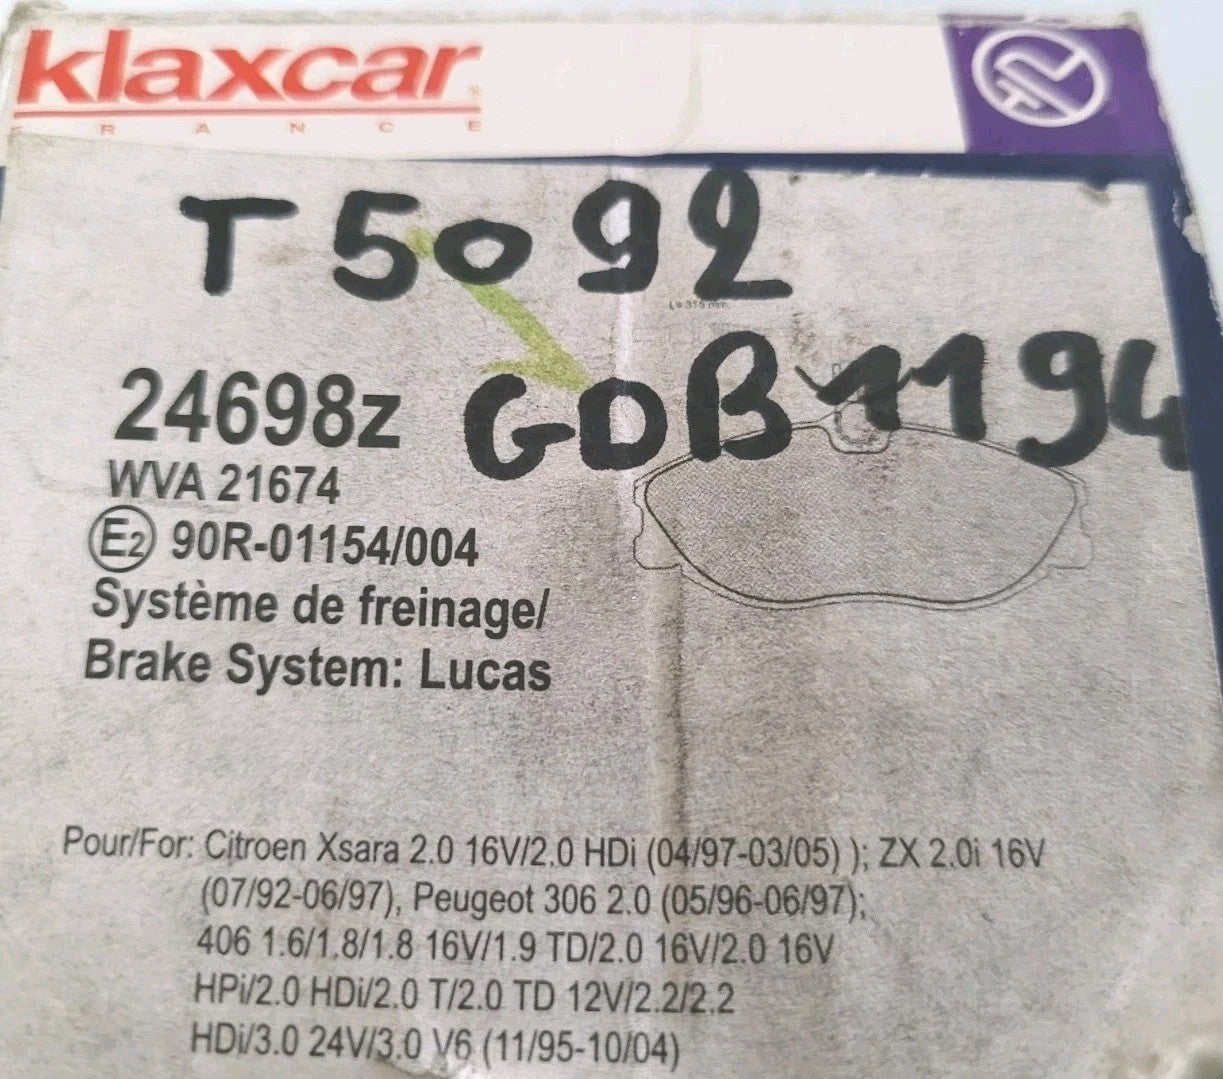 klaxcar
FRANCE
T 5092
GDB1194
24698z
WVA 21674
E2 90R-01154/004
Système de freinage/
Brake System: Lucas
Pour/For: Citroen Xsara 2.0 16V/2.0 HDi (04/97-03/05) ); ZX 2.0i 16V
(07/92-06/97), Peugeot 306 2.0 (05/96-06/97);
406 1.6/1.8/1.8 16V/1.9 TD/2.0 16V/2.0 16V
HPi/2.0 HDi/2.0 T/2.0 TD 12V/2.2/2.2
HDi/3.0 24V/3.0 V6 (11/95-10/04)